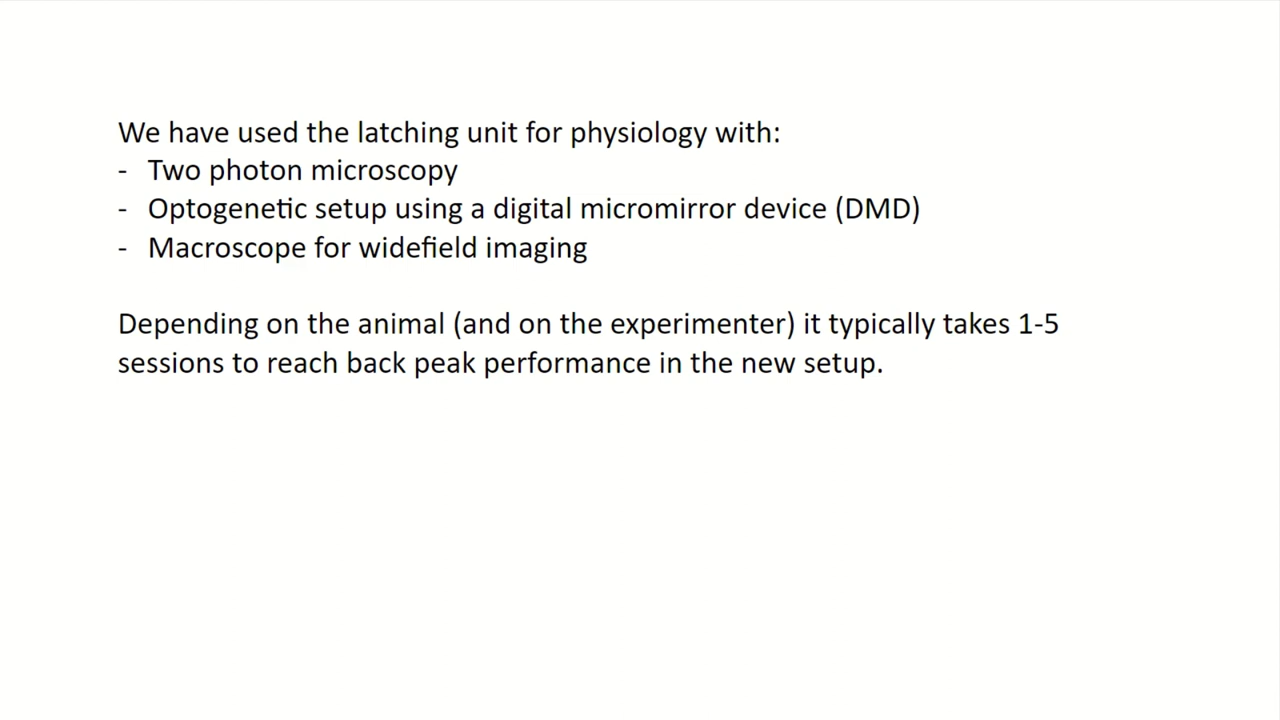 We have used the latching unit for physiology with:
- Two photon microscopy
- Optogenetic setup using a digital micromirror device (DMD)
- Macroscope for widefield imaging
Depending on the animal (and on the experimenter) it typically takes 1-5
sessions to reach back peak performance in the new setup.